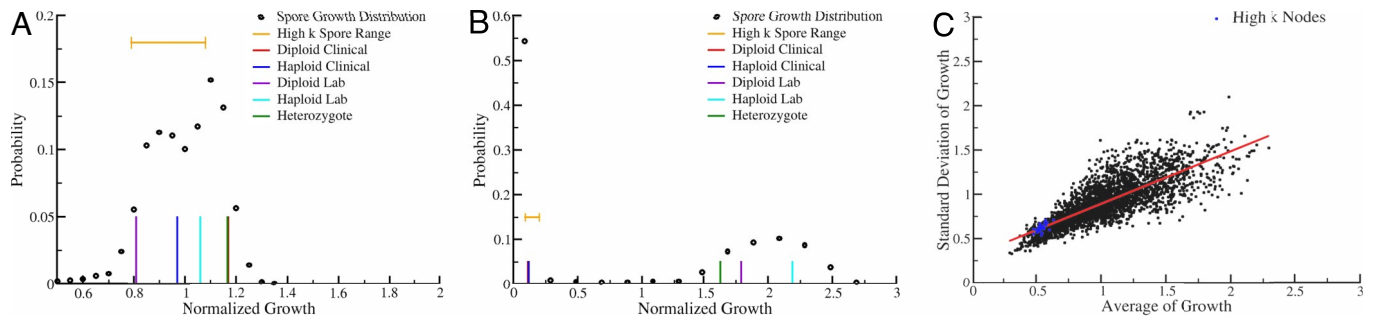 A
0.2
0.15
0.1
0.05
0
0.6
0.8
1
1.2
1.4
1.6
1.8
2
Probability
Normalized Growth
Spore Growth Distribution
High k Spore Range
Diploid Clinical
Haploid Clinical
Diploid Lab
Haploid Lab
Heterozygote
B
0.6
0.5
0.4
0.3
0.2
0.1
0
0
0.5
1
1.5
2
2.5
3
Probability
Normalized Growth
Spore Growth Distribution
High k Spore Range
Diploid Clinical
Haploid Clinical
Diploid Lab
Haploid Lab
Heterozygote
C
3
2.5
2
1.5
1
0.5
0
0
0.5
1
1.5
2
2.5
3
Standard Deviation of Growth
Average of Growth
High k Nodes